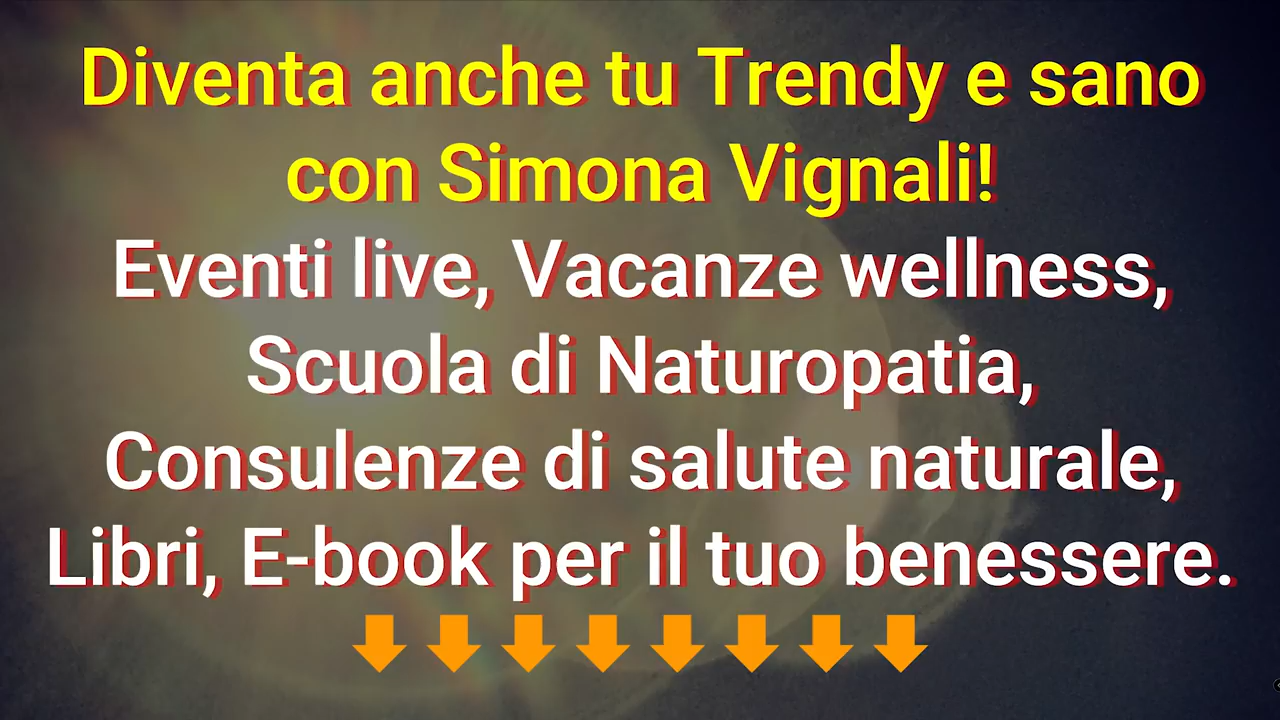 Diventa anche tu Trendy e sano
con Simona Vignali!
Eventi live, Vacanze wellness,
Scuola di Naturopatia,
Consulenze di salute naturale,
Libri, E-book per il tuo benessere.